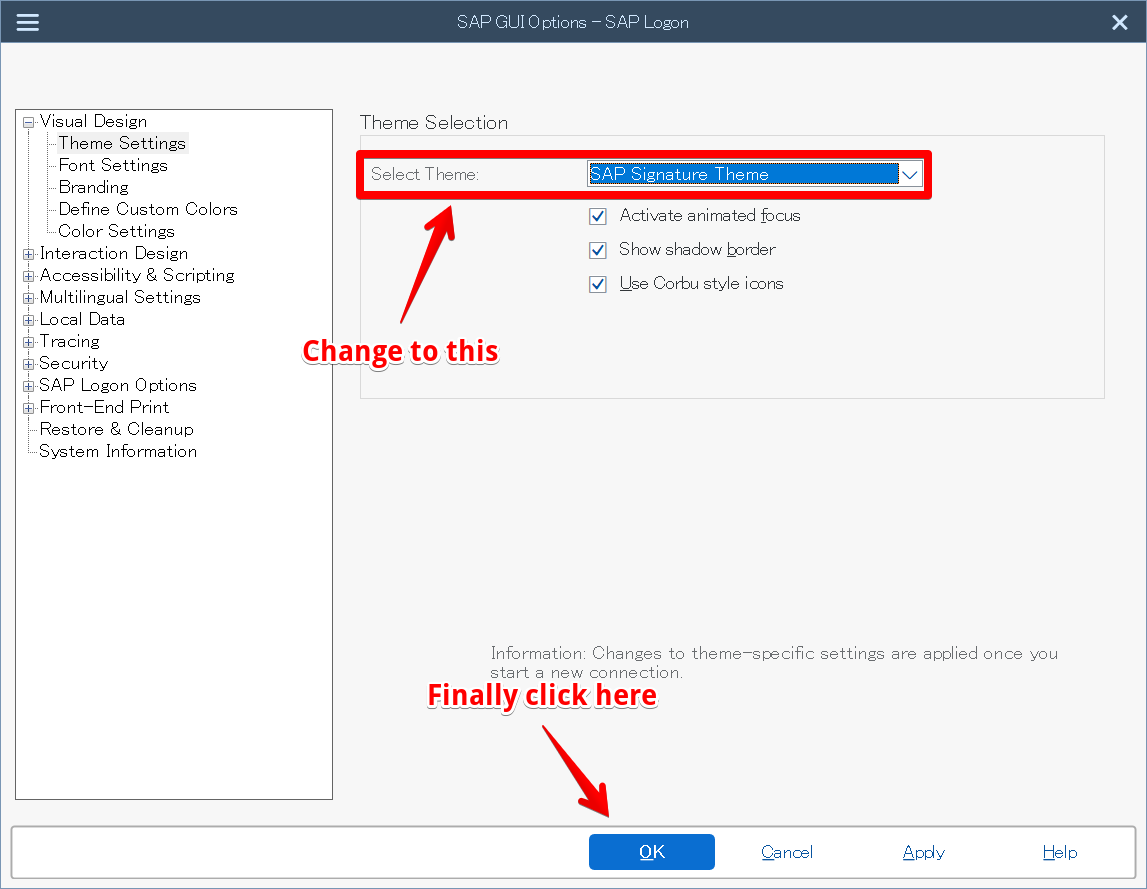 SAP GUI Options - SAP Logon
Visual Design
Theme Settings
Font Settings
Branding
Define Custom Colors
Color Settings
Interaction Design
Accessibility & Scripting
Multilingual Settings
Local Data
Tracing
Security
SAP Logon Options
Front-End Print
Restore & Cleanup
System Information
Theme Selection
Select Theme: SAP Signature Theme
Activate animated focus
Show shadow border
Use Corbu style icons
Change to this
Information: Changes to theme-specific settings are applied once you
start a new connection.
Finally click here
OK Cancel Apply Help